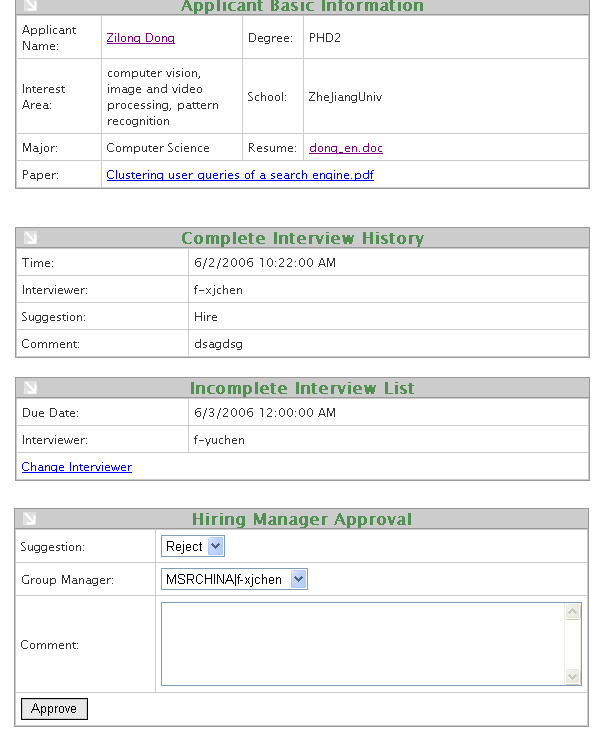 Applicant Basic Information
Applicant Name: Zilong Dong Degree: PHD2
Interest Area: computer vision, image and video processing, pattern recognition School: ZheJiangUniv
Major: Computer Science Resume: dong_en.doc
Paper: Clustering user queries of a search engine.pdf
Complete Interview History
Time: 6/2/2006 10:22:00 AM
Interviewer: f-xjchen
Suggestion: Hire
Comment: dsagdsg
Incomplete Interview List
Due Date: 6/3/2006 12:00:00 AM
Interviewer: f-yuchen
Change Interviewer
Hiring Manager Approval
Suggestion: Reject
Group Manager: MSRCHINA|f-xjchen
Comment:
Approve